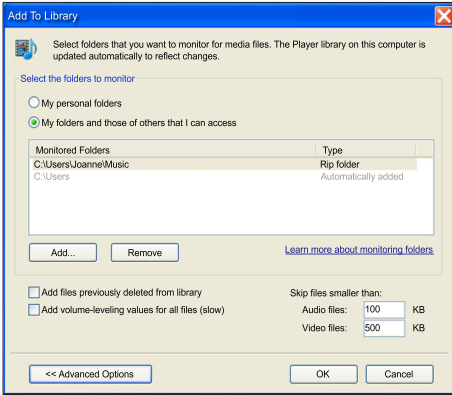 Add To Library
Select folders that you want to monitor for media files. The Player library on this computer is
updated automatically to reflect changes.
Select the folders to monitor
My personal folders
My folders and those of others that I can access
Monitored Folders Type
C:\Users\Joanne\Music Rip folder
C:\Users Automatically added
Add... Remove Learn more about monitoring folders
Add files previously deleted from library Skip files smaller than:
Add volume-leveling values for all files (slow) Audio files: 100 KB
Video files: 500 KB
<< Advanced Options OK Cancel